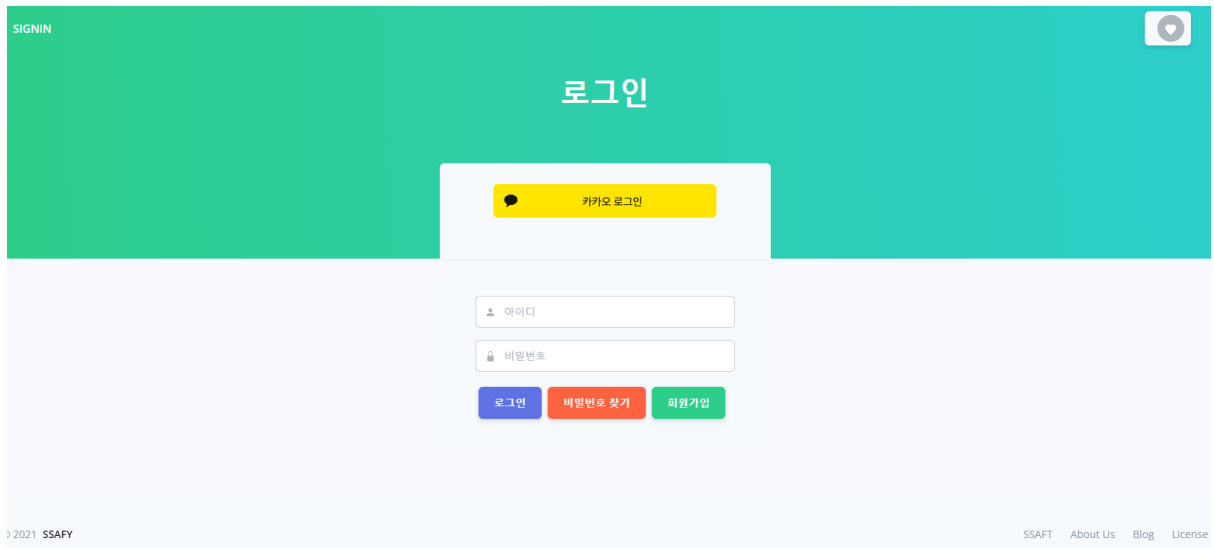 SIGNIN
로그인
카카오 로그인
아이디
비밀번호
로그인 비밀번호 찾기 회원가입
© 2021 SSAFY SSAFT About Us Blog License